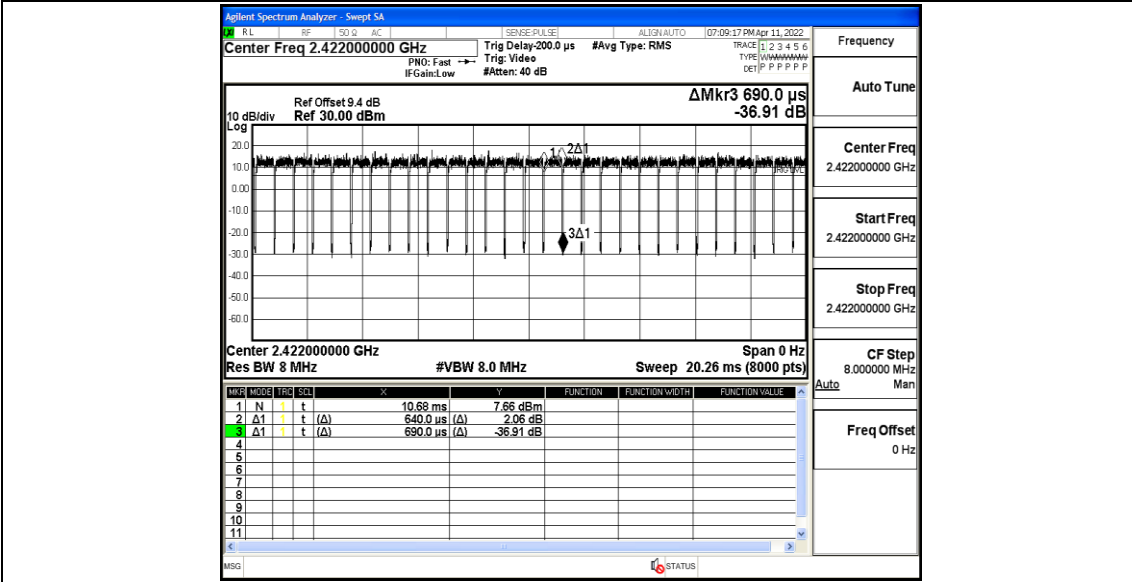 Agilent Spectrum Analyzer - Swept SA
RL RF 50 Ω AC SENSE:PULSE ALIGN AUTO 07:09:17 PM Apr 11, 2022
Center Freq 2.422000000 GHz
PNO: Fast
IFGain:Low
Trig Delay-200.0 µs
Trig: Video
#Atten: 40 dB
#Avg Type: RMS
TRACE 1 2 3 4 5 6
TYPE WWWWWW
DET P P P P P P
ΔMkr3 690.0 µs
-36.91 dB
Ref Offset 9.4 dB
10 dB/div Ref 30.00 dBm
Log
20.0
10.0
0.00
-10.0
-20.0
-30.0
-40.0
-50.0
-60.0
1
2Δ1
3Δ1
TRIG LVL
Center 2.422000000 GHz Span 0 Hz
Res BW 8 MHz #VBW 8.0 MHz Sweep 20.26 ms (8000 pts)
MKR MODE TRC SCL X Y FUNCTION FUNCTION WIDTH FUNCTION VALUE
1 N 1 t 10.68 ms 7.66 dBm
2 Δ1 1 t (Δ) 640.0 µs (Δ) 2.06 dB
3 Δ1 1 t (Δ) 690.0 µs (Δ) -36.91 dB
4
5
6
7
8
9
10
11
MSG STATUS
Frequency
Auto Tune
Center Freq
2.422000000 GHz
Start Freq
2.422000000 GHz
Stop Freq
2.422000000 GHz
CF Step
8.000000 MHz
Auto Man
Freq Offset
0 Hz